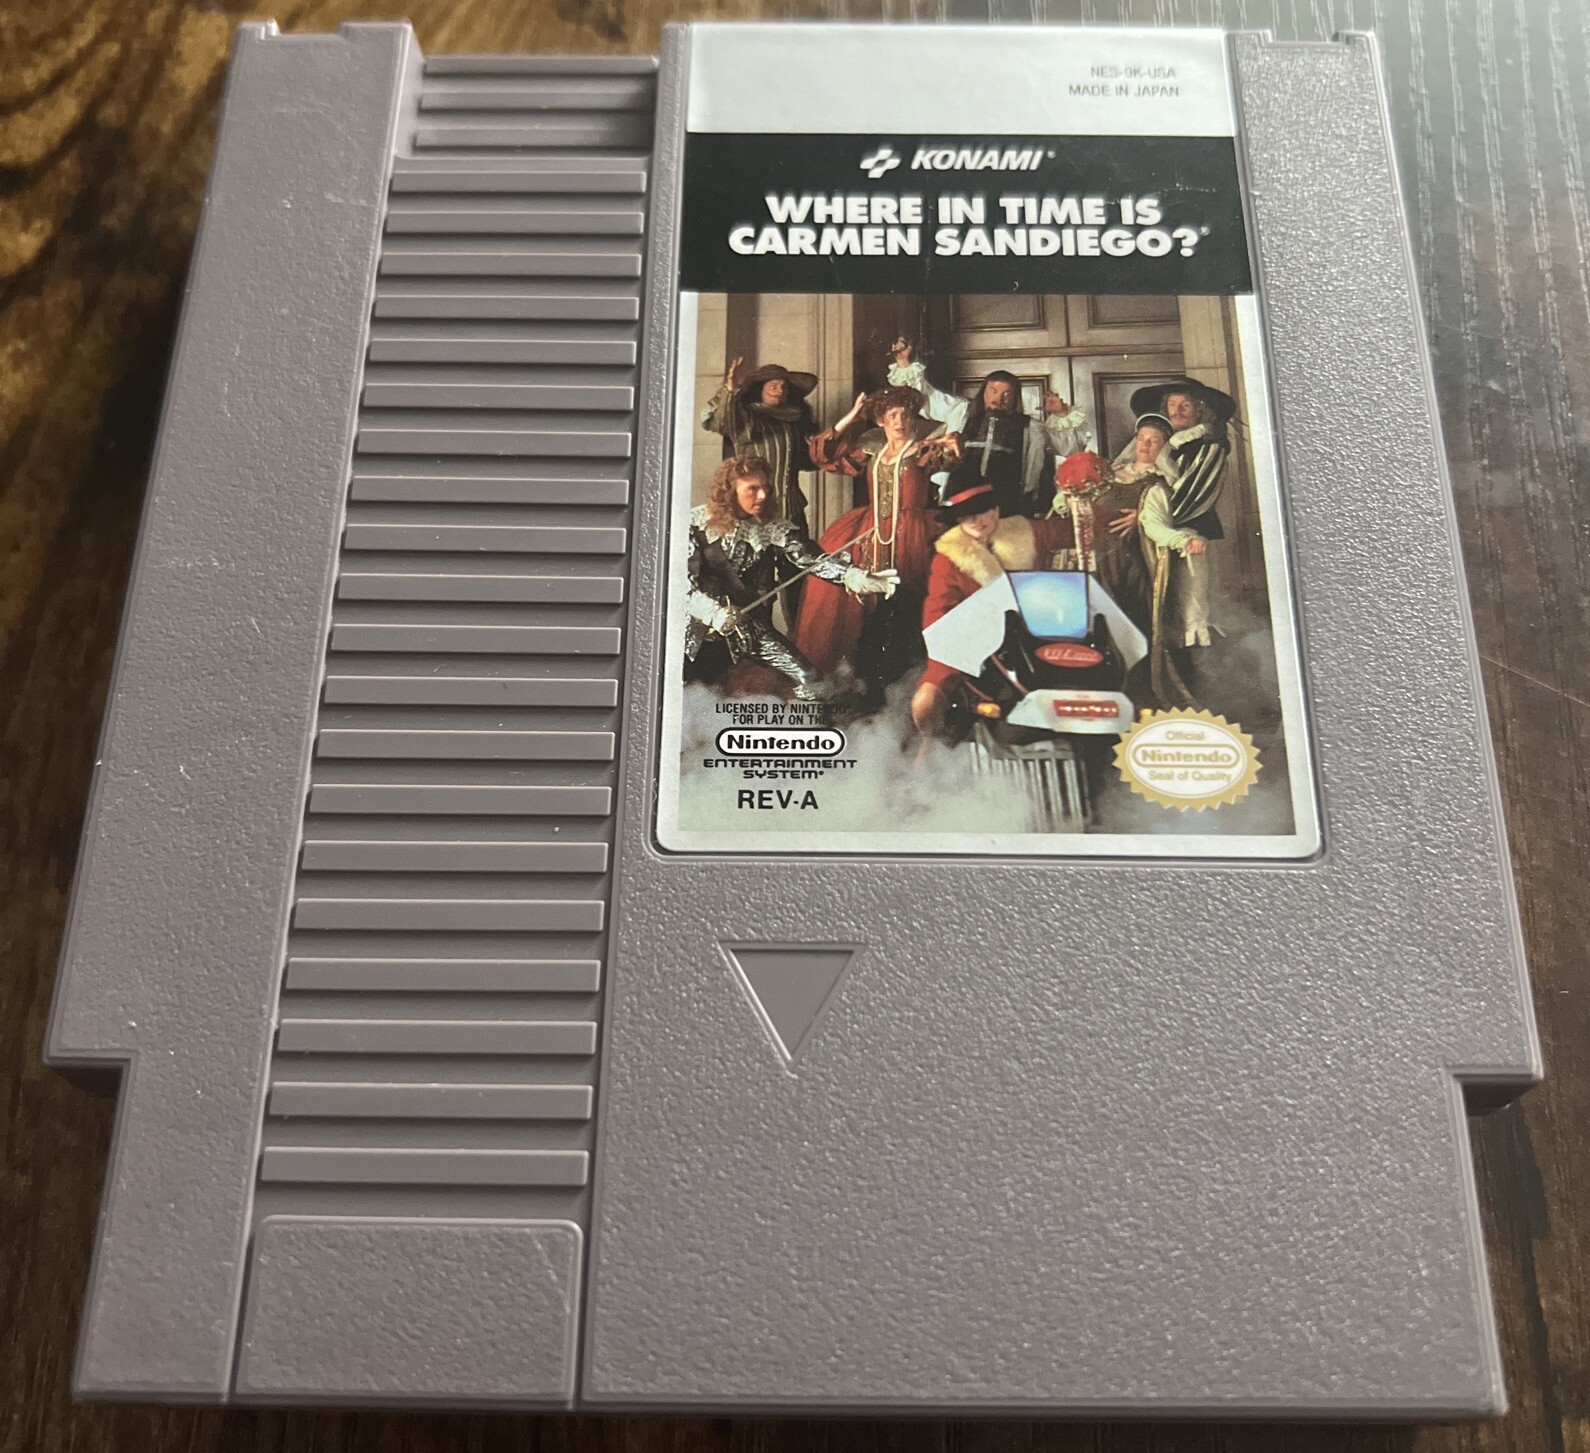 NES-9K-USA
MADE IN JAPAN
KONAMI®
WHERE IN TIME IS
CARMEN SANDIEGO?
LICENSED BY NINTENDO®
FOR PLAY ON THE
Nintendo
ENTERTAINMENT
SYSTEM®
REV-A
Official
Nintendo
Seal of Quality